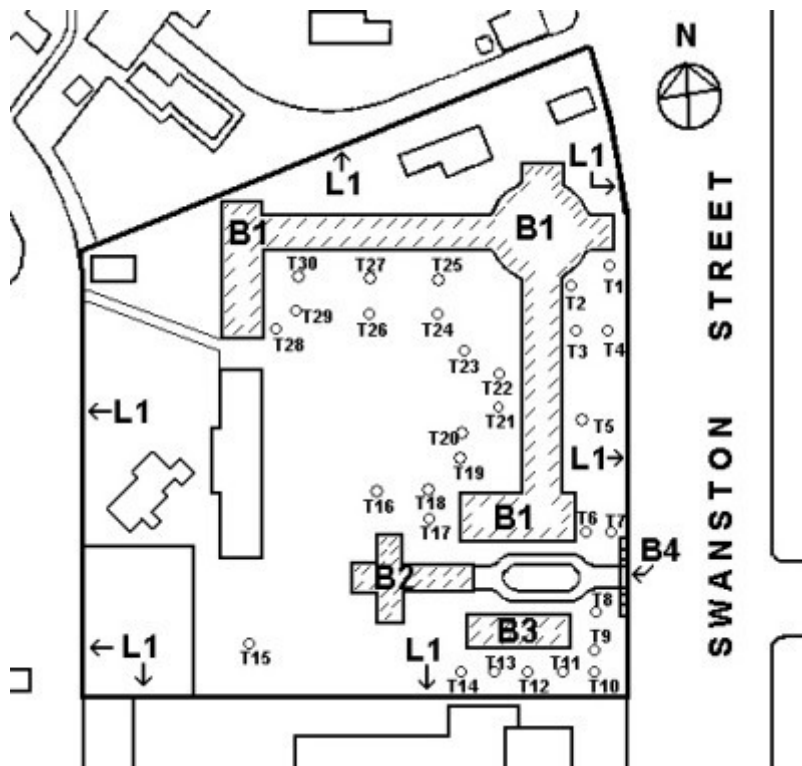 N
L1
L1
SWANSTON STREET
B1
B1
T30
T27
T25
T1
T2
T29
T26
T24
T28
T3
T4
T23
T22
L1
T21
T5
T20
T19
L1
T18
T16
B1
T17
T6
T7
B4
B2
T8
B3
T9
L1
L1
T15
T13
T11
T14
T12
T10